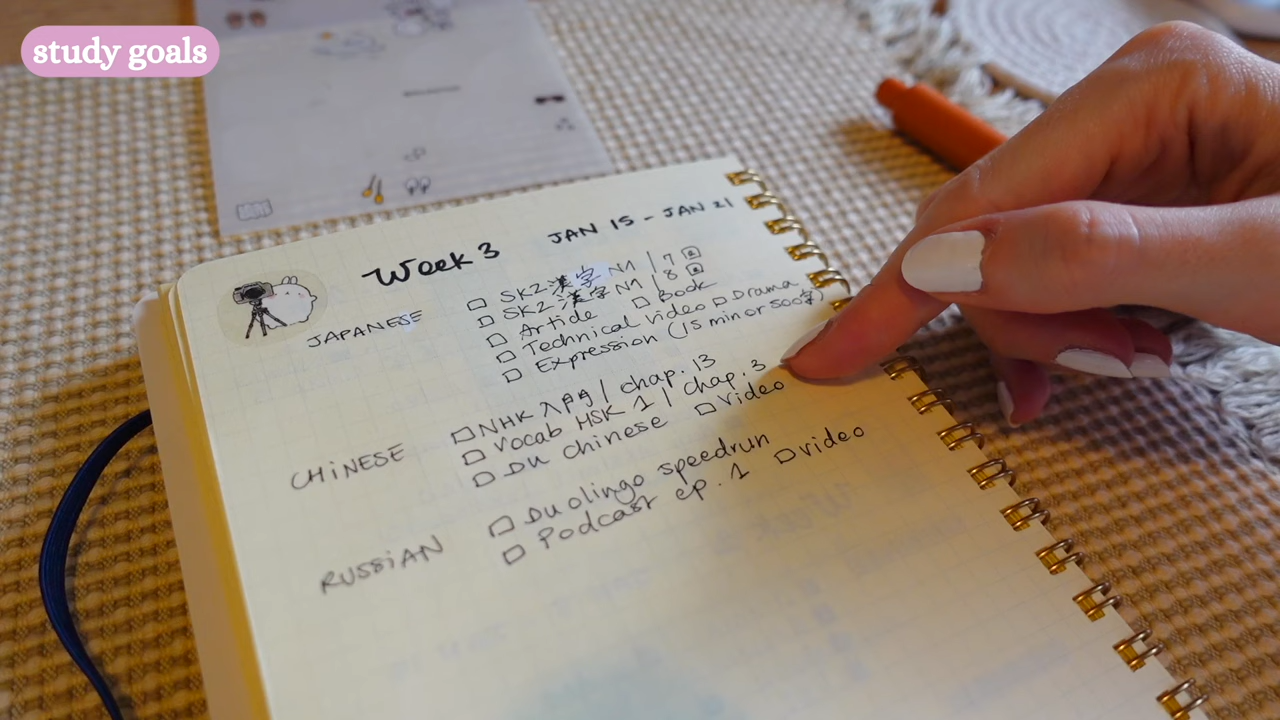 study goals
Week 3 JAN 15 - JAN 21
JAPANESE
□ SKZ 漢字 N1 | 7
□ SKZ 漢字 N1 | 8
□ Article □ Book
□ Technical video □ Drama
□ Expression (15 min or 500字)
CHINESE
□ NHK 入門 | chap. 13
□ Vocab HSK 1 | chap. 3
□ DU Chinese □ Video
RUSSIAN
□ Duolingo speedrun
□ Podcast ep. 1 □ video